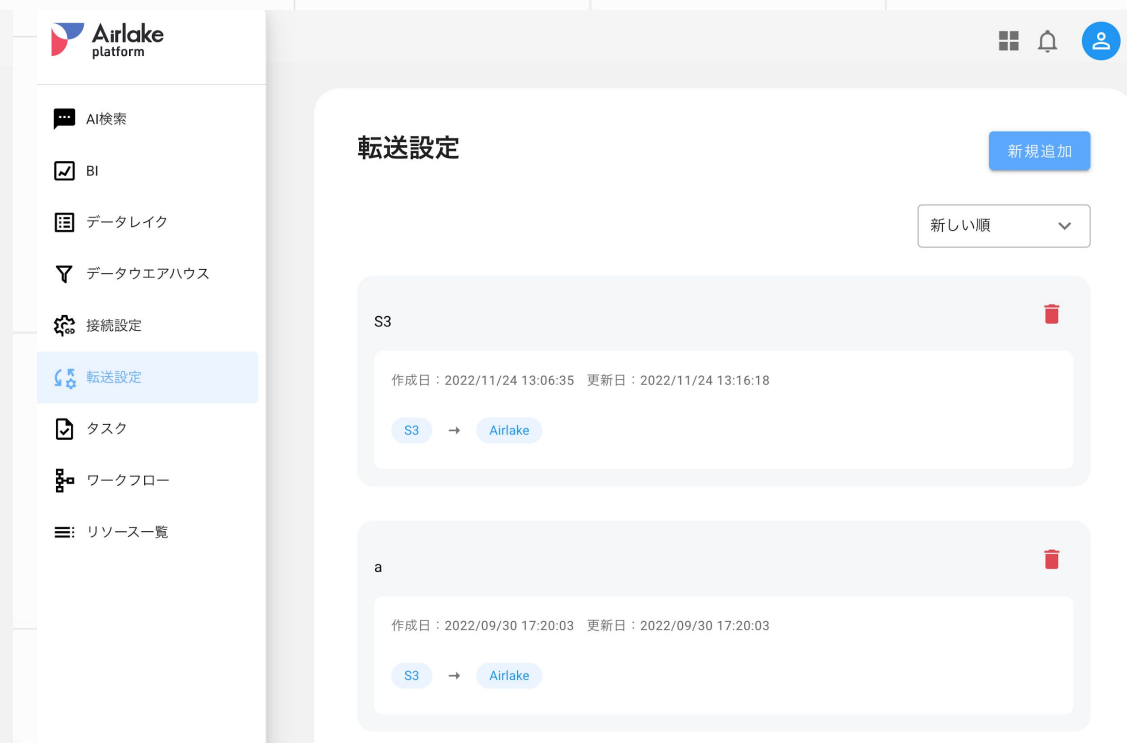 Airlake
platform
AI検索
BI
データレイク
データウエアハウス
接続設定
転送設定
タスク
ワークフロー
リソース一覧
転送設定
新規追加
新しい順
S3
作成日：2022/11/24 13:06:35 更新日：2022/11/24 13:16:18
S3 → Airlake
a
作成日：2022/09/30 17:20:03 更新日：2022/09/30 17:20:03
S3 → Airlake